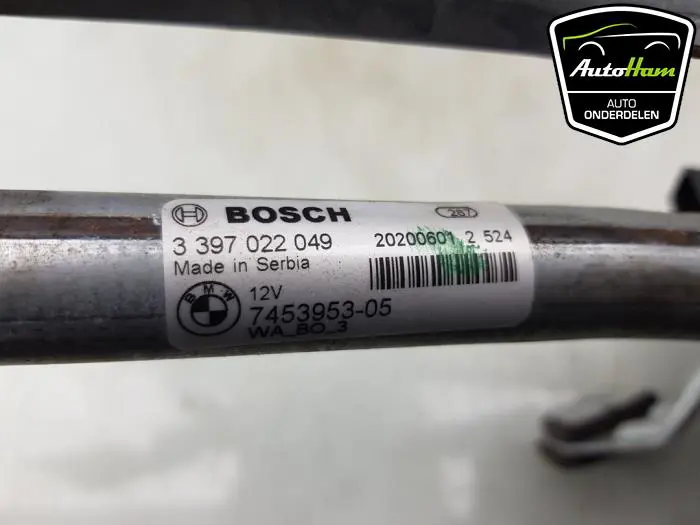 AutoHam
AUTO
ONDERDELEN
BOSCH
287
3 397 022 049
20200601 2 524
Made in Serbia
BMW
12V
7453953-05
WA_BO_3